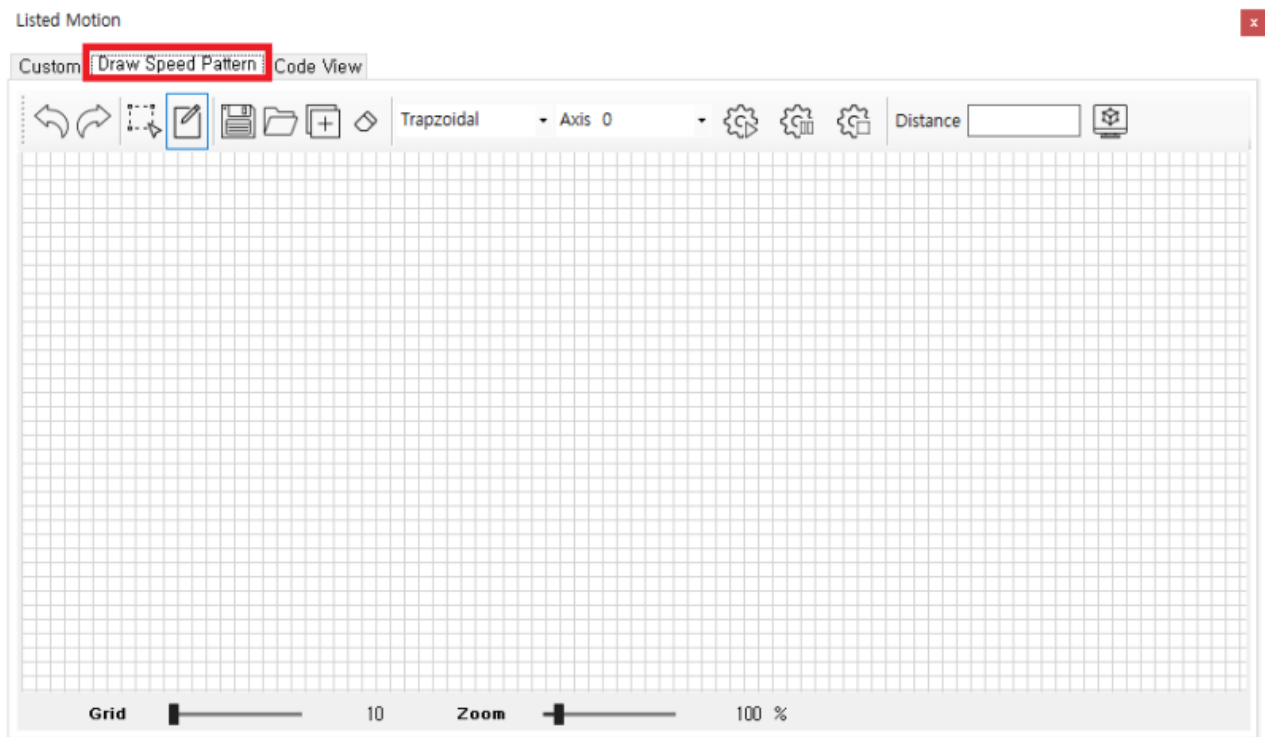 Listed Motion
x
Custom Draw Speed Pattern Code View
Trapzoidal Axis 0 Distance
Grid 10 Zoom 100 %